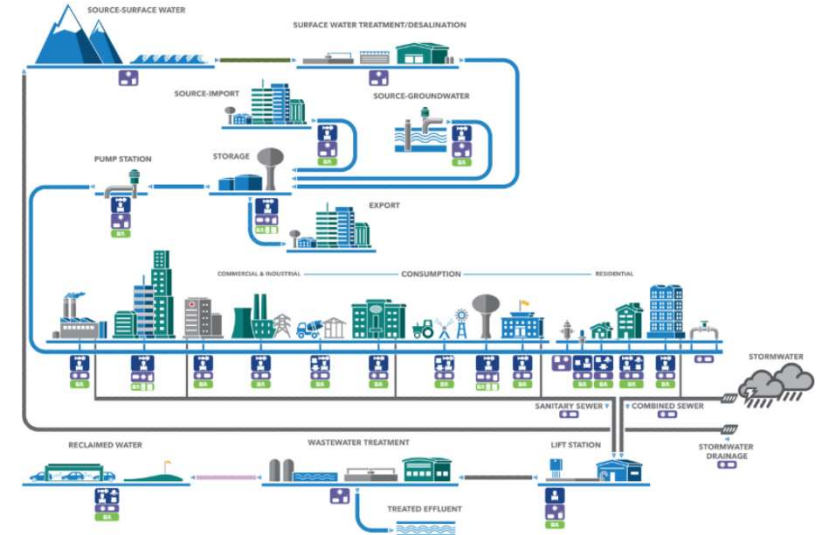 SOURCE-SURFACE WATER
SURFACE WATER TREATMENT/DESALINATION
SOURCE-IMPORT
SOURCE-GROUNDWATER
PUMP STATION
STORAGE
EXPORT
COMMERCIAL & INDUSTRIAL
CONSUMPTION
RESIDENTIAL
STORMWATER
SANITARY SEWER
COMBINED SEWER
RECLAIMED WATER
WASTEWATER TREATMENT
LIFT STATION
STORMWATER
DRAINAGE
TREATED EFFLUENT